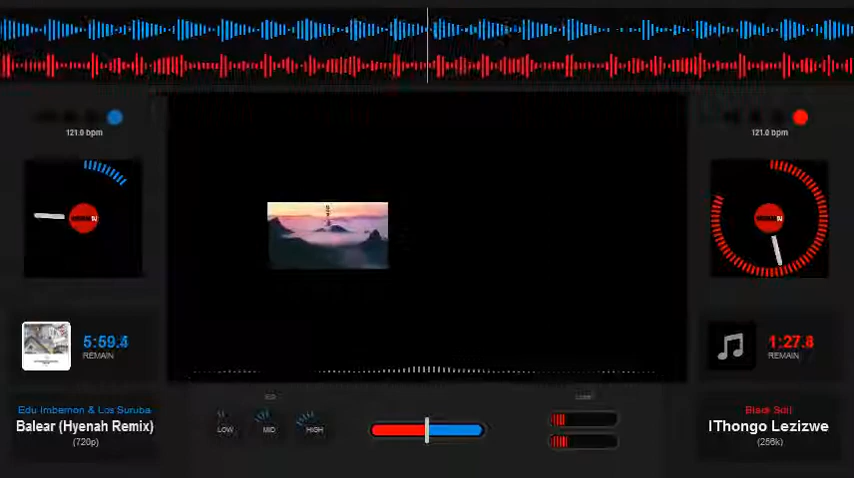 121.0 bpm
121.0 bpm
5:59.4
REMAIN
1:27.8
REMAIN
Edu Imbernon & Los Suruba
Balear (Hyenah Remix)
(720p)
LOW
MID
HIGH
Black Soil
IThongo Lezizwe
(256k)